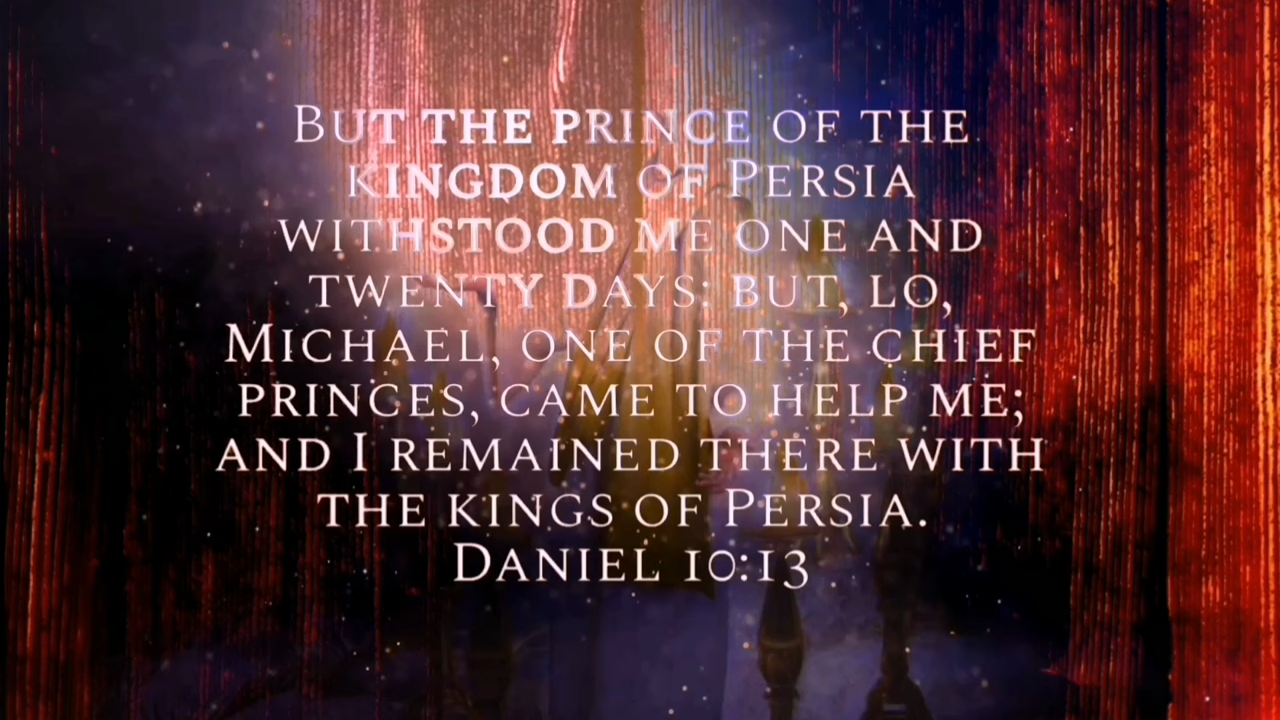 But the prince of the
kingdom of Persia
withstood me one and
twenty days: but, lo,
Michael, one of the chief
princes, came to help me;
and I remained there with
the kings of Persia.
Daniel 10:13